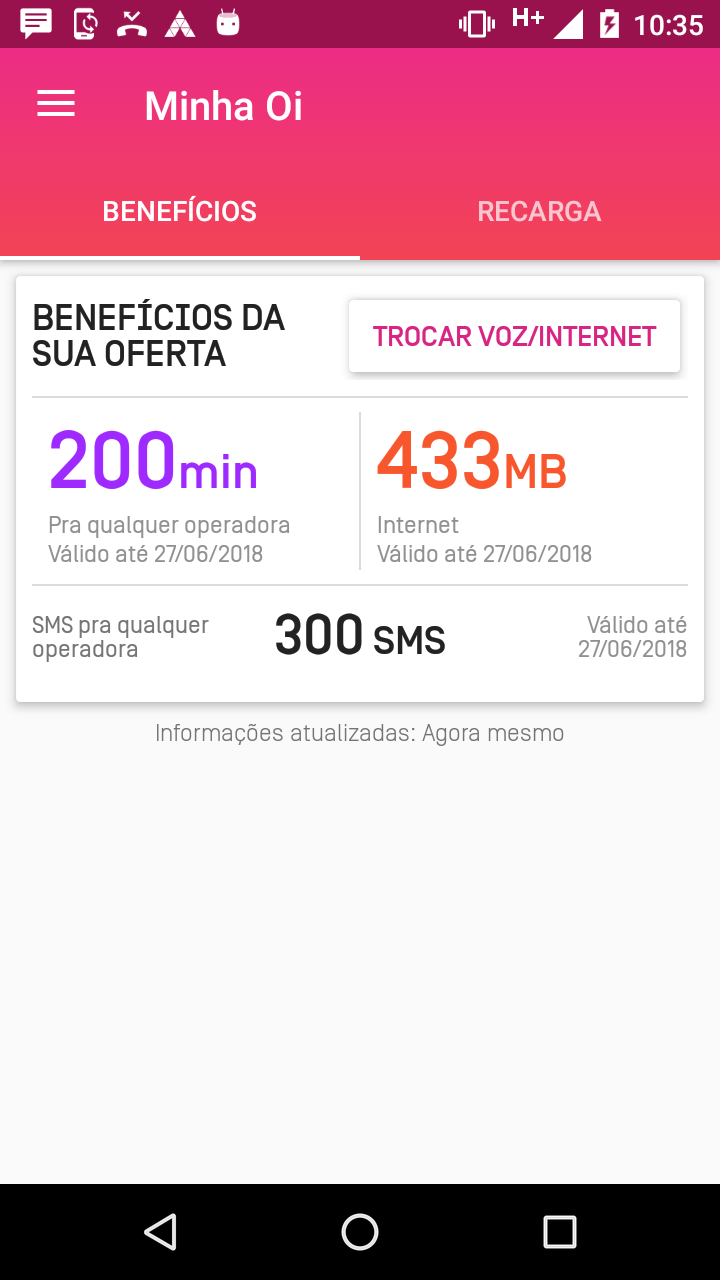 H+ 10:35
Minha Oi
BENEFÍCIOS RECARGA
BENEFÍCIOS DA
SUA OFERTA
TROCAR VOZ/INTERNET
200min
Pra qualquer operadora
Válido até 27/06/2018
433MB
Internet
Válido até 27/06/2018
SMS pra qualquer
operadora
300 SMS
Válido até
27/06/2018
Informações atualizadas: Agora mesmo